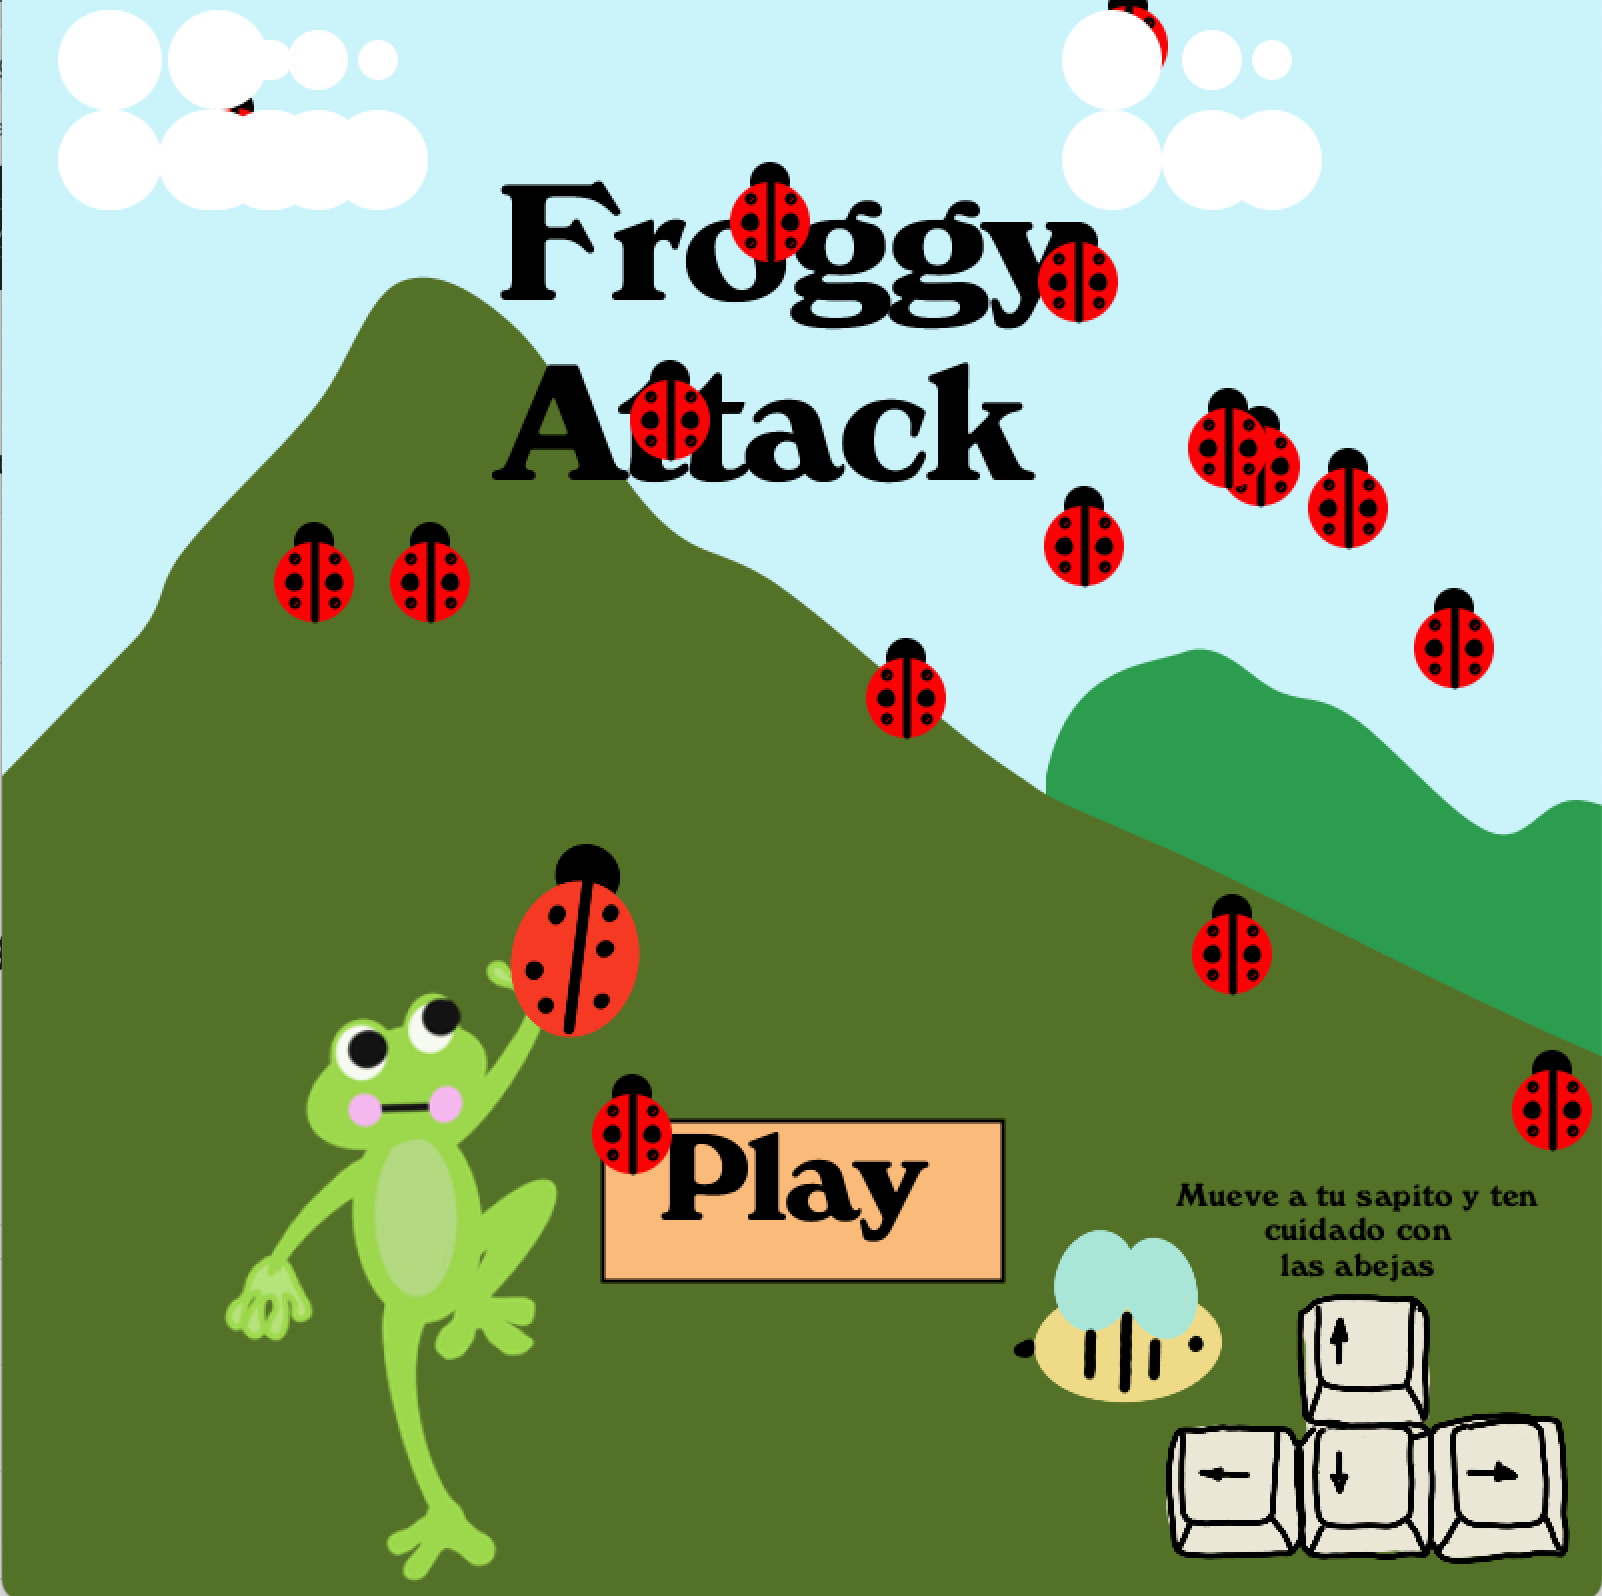 Froggy
Attack
Play
Mueve a tu sapito y ten
cuidado con
las abejas